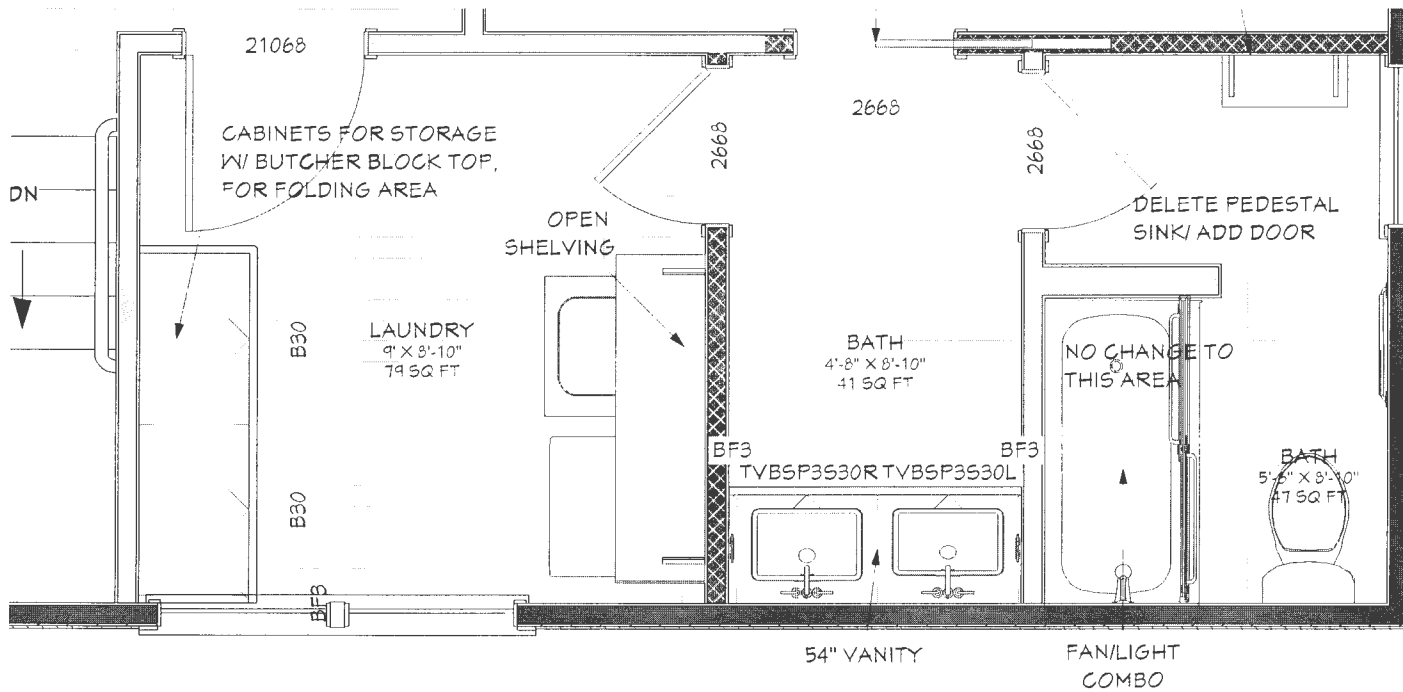 21068
CABINETS FOR STORAGE
W/ BUTCHER BLOCK TOP,
FOR FOLDING AREA
DN
OPEN
SHELVING
2668
2668
2668
DELETE PEDESTAL
SINK/ ADD DOOR
B30
LAUNDRY
9' X 8'-10"
79 SQ FT
B30
BF3
BATH
4'-8" X 8'-10"
41 SQ FT
NO CHANGE TO
THIS AREA
BF3
BF3
TVBSP3S30R TVBSP3S30L
BATH
X 8'-10"
47 SQ FT
54" VANITY
FAN/LIGHT
COMBO